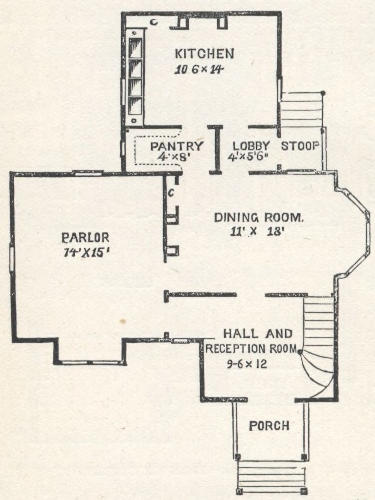 C
KITCHEN
10 6 × 14
PANTRY
4' × 8'
LOBBY
4' × 5'6"
STOOP
C
DINING ROOM.
11' X 18'
PARLOR
14' X 15'
HALL AND
RECEPTION ROOM
9-6 × 12
PORCH